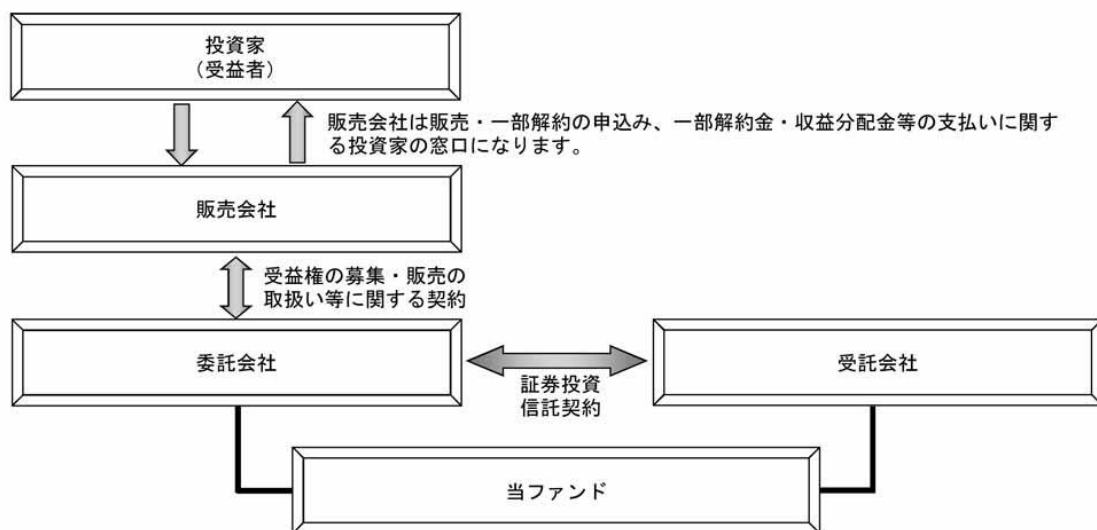 投資家
（受益者）
販売会社は販売・一部解約の申込み、一部解約金・収益分配金等の支払いに関す
る投資家の窓口になります。
販売会社
受益権の募集・販売の
取扱い等に関する契約
委託会社
受託会社
証券投資
信託契約
当ファンド